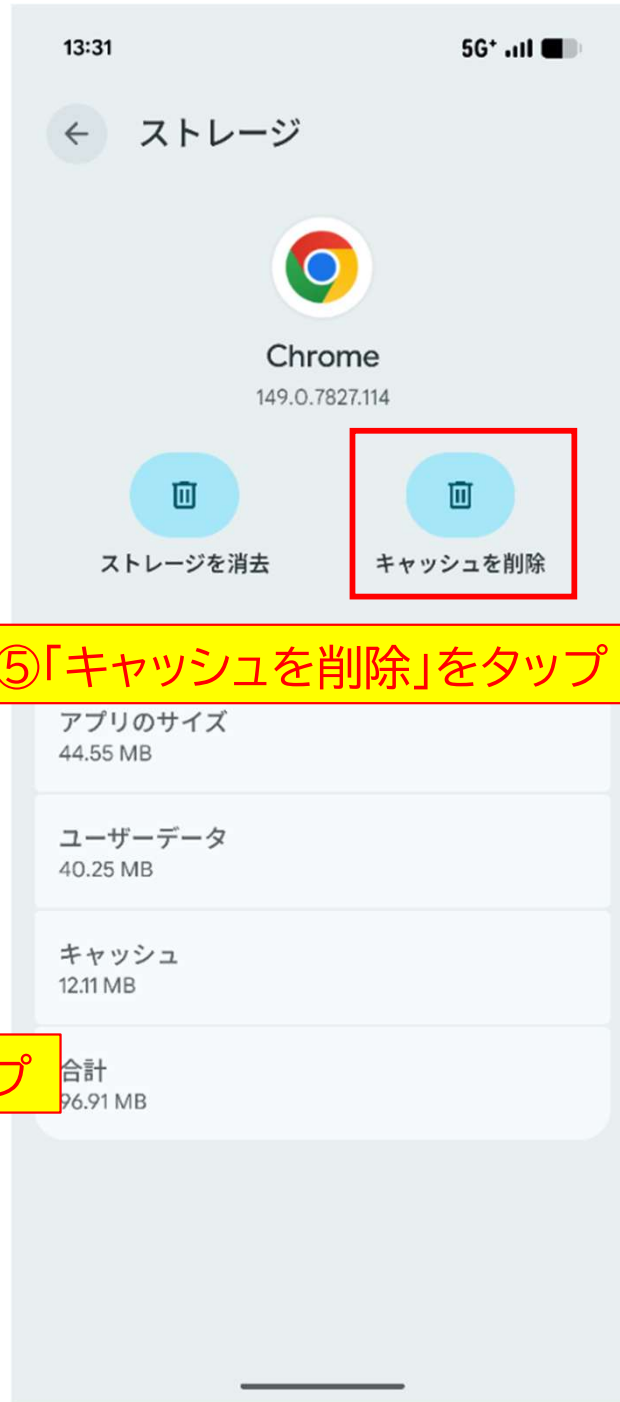 13:31 5G+
ストレージ
Chrome
149.0.7827.114
ストレージを消去 キャッシュを削除
⑤「キャッシュを削除」をタップ
アプリのサイズ
44.55 MB
ユーザーデータ
40.25 MB
キャッシュ
12.11 MB
プ
合計
96.91 MB